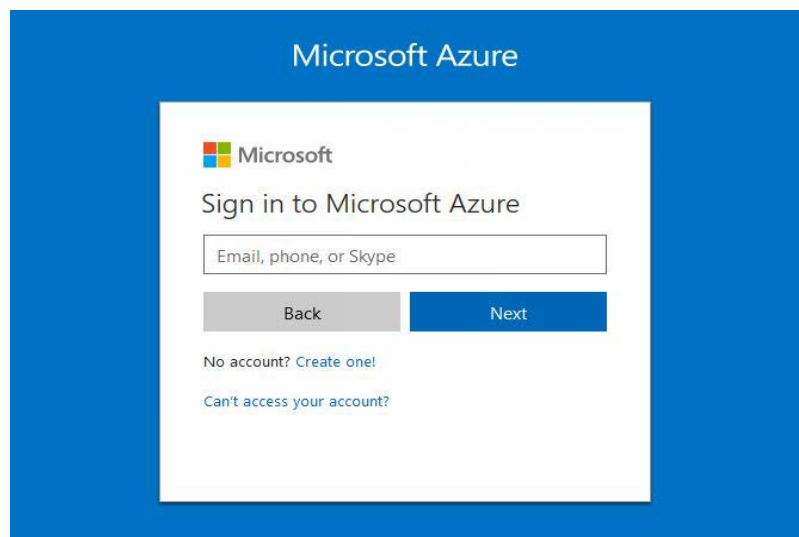 Microsoft Azure
Microsoft
Sign in to Microsoft Azure
Email, phone, or Skype
Back Next
No account? Create one!
Can't access your account?